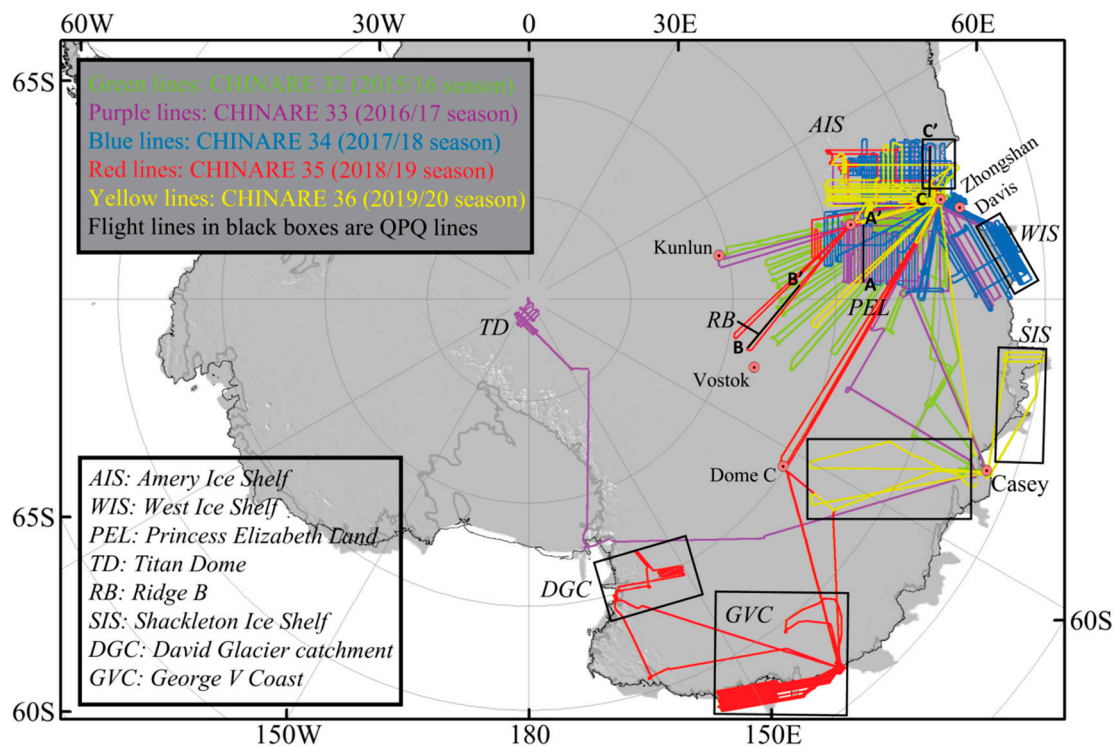 60W
30W
0
30E
60E
65S
Green lines: CHINARE 32 (2015/16 season)
Purple lines: CHINARE 33 (2016/17 season)
Blue lines: CHINARE 34 (2017/18 season)
Red lines: CHINARE 35 (2018/19 season)
Yellow lines: CHINARE 36 (2019/20 season)
Flight lines in black boxes are QPQ lines
AIS
C'
Zhongshan
Davis
C
A'
WIS
Kunlun
B'
A
PEL
TD
RB
B
SIS
Vostok
Dome C
Casey
AIS: Amery Ice Shelf
WIS: West Ice Shelf
PEL: Princess Elizabeth Land
TD: Titan Dome
RB: Ridge B
SIS: Shackleton Ice Shelf
DGC: David Glacier catchment
GVC: George V Coast
65S
DGC
GVC
60S
60S
150W
180
150E